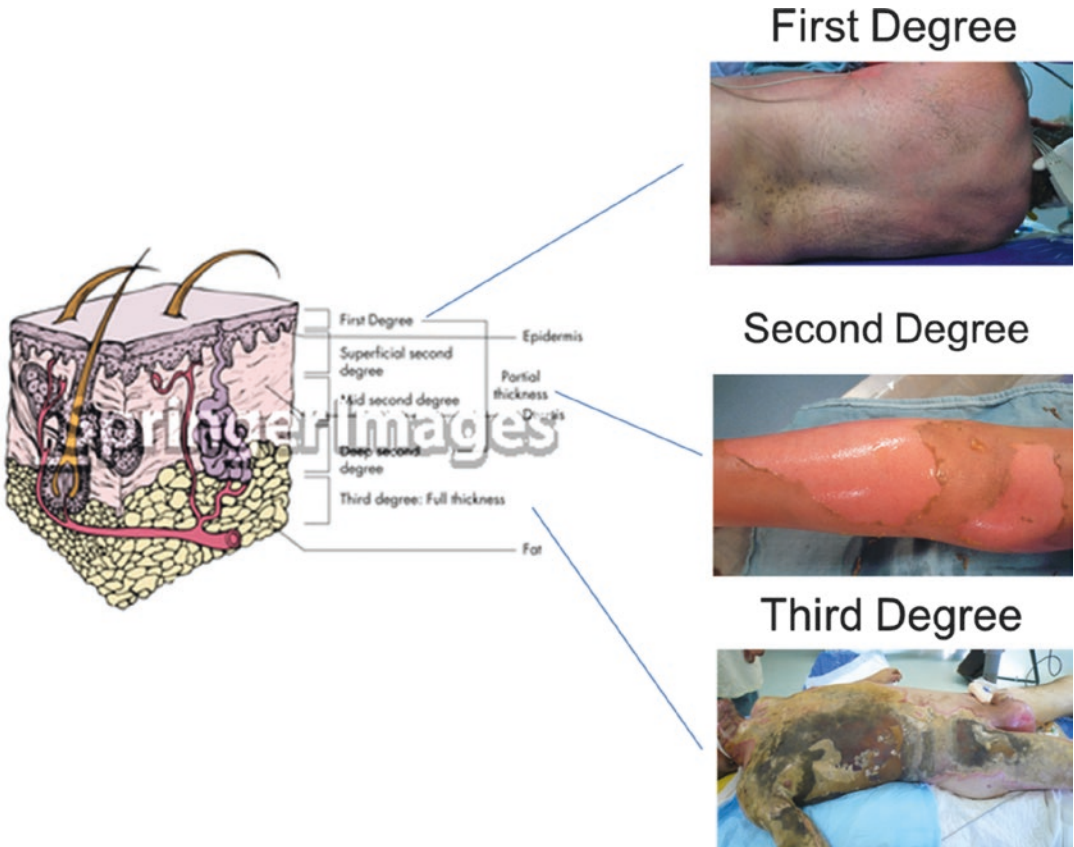 First Degree
First Degree
Epidermis
Superficial second
degree
Partial
thickness
Mid second degree
Dermis
springerimages
Deep second
degree
Third degree: Full thickness
Fat
Second Degree
Third Degree